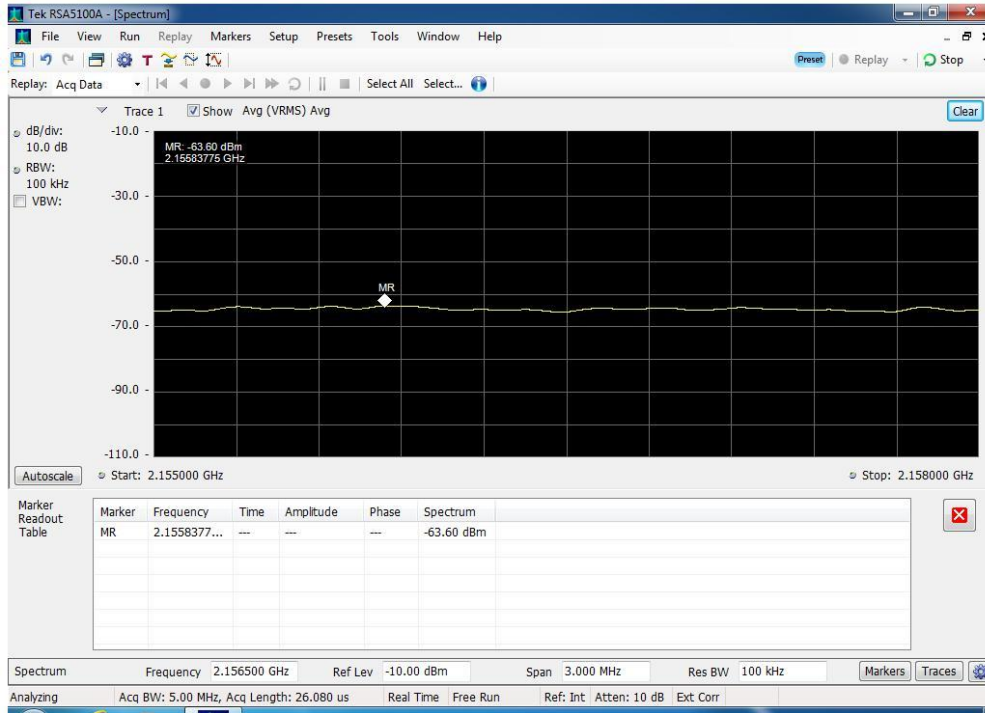 Tek RSA5100A - [Spectrum]
File View Run Replay Markers Setup Presets Tools Window Help
T
Preset Replay Stop
Replay: Acq Data Select All Select...
Trace 1 Show Avg (VRMS) Avg Clear
dB/div:
10.0 dB
RBW:
100 kHz
VBW:
-10.0
MR: -63.60 dBm
2.15583775 GHz
-30.0
-50.0
MR
-70.0
-90.0
-110.0
Autoscale Start: 2.155000 GHz Stop: 2.158000 GHz
Marker
Readout
Table
Marker Frequency Time Amplitude Phase Spectrum
MR 2.1558377... --- --- --- -63.60 dBm
Spectrum Frequency 2.156500 GHz Ref Lev -10.00 dBm Span 3.000 MHz Res BW 100 kHz Markers Traces
Analyzing Acq BW: 5.00 MHz, Acq Length: 26.080 us Real Time Free Run Ref: Int Atten: 10 dB Ext Corr